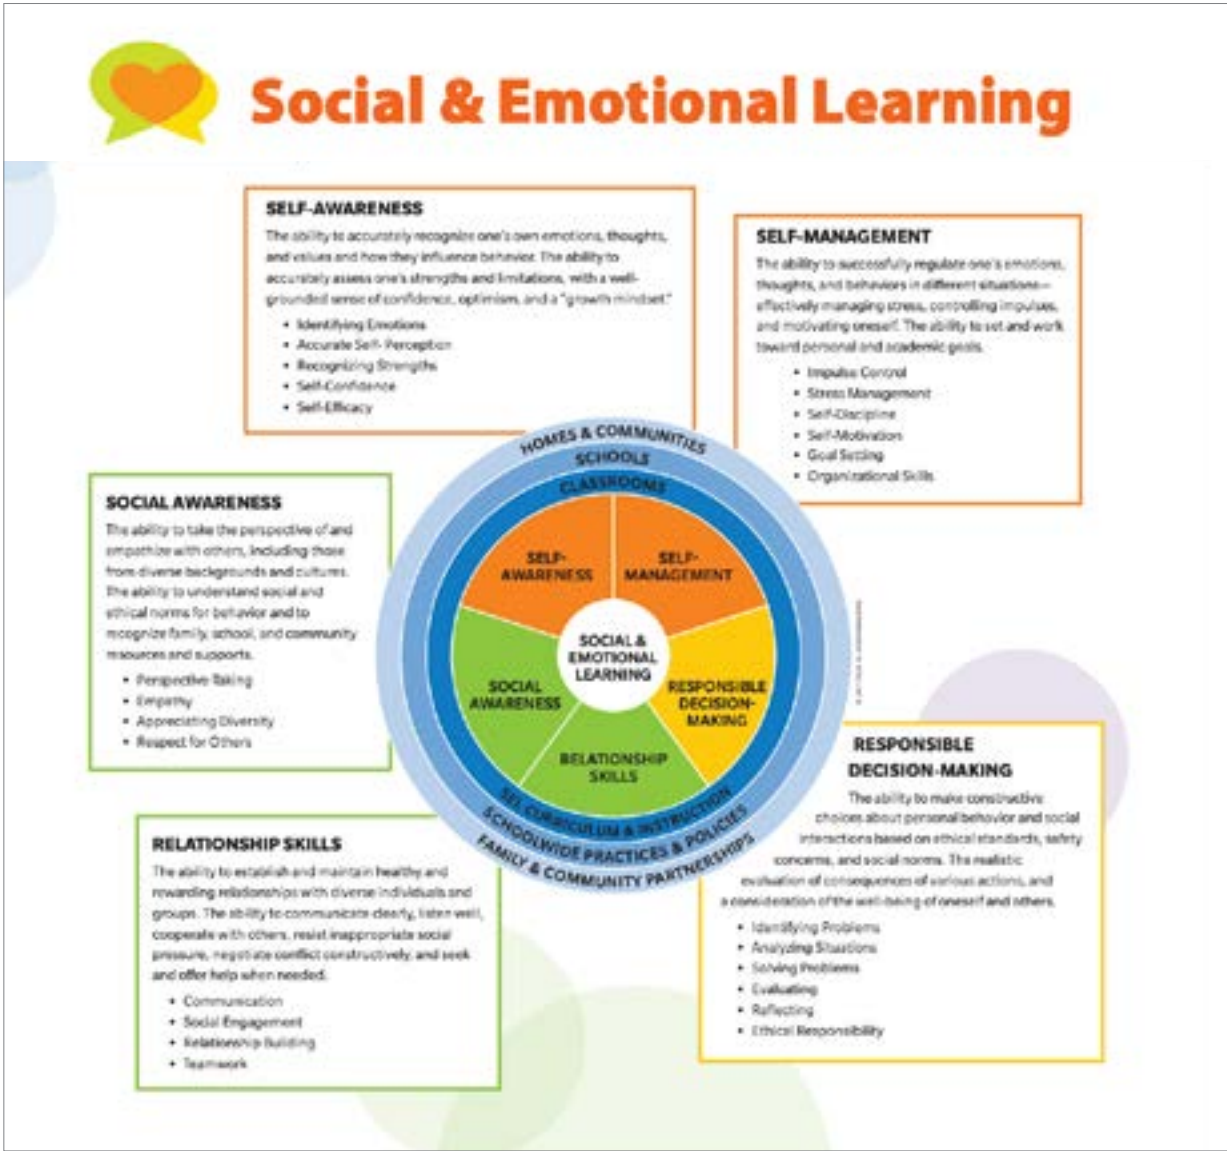 Social & Emotional Learning
SELF-AWARENESS
The ability to accurately recognize one's own emotions, thoughts,
and values and how they influence behavior. The ability to
accurately assess one's strengths and limitations, with a well-
grounded sense of confidence, optimism, and a "growth mindset."
• Identifying Emotions
• Accurate Self-Perception
• Recognizing Strengths
• Self-Confidence
• Self-Efficacy
SELF-MANAGEMENT
The ability to successfully regulate one's emotions,
thoughts, and behaviors in different situations—
effectively managing stress, controlling impulses,
and motivating oneself. The ability to set and work
toward personal and academic goals.
• Impulse Control
• Stress Management
• Self-Discipline
• Self-Motivation
• Goal Setting
• Organizational Skills
SOCIAL AWARENESS
The ability to take the perspective of and
empathize with others, including those
from diverse backgrounds and cultures.
The ability to understand social and
ethical norms for behavior and to
recognize family, school, and community
resources and supports.
• Perspective-Taking
• Empathy
• Appreciating Diversity
• Respect for Others
HOMES & COMMUNITIES
SCHOOLS
CLASSROOMS
SELF-
AWARENESS
SELF-
MANAGEMENT
SOCIAL &
EMOTIONAL
LEARNING
SOCIAL
AWARENESS
RESPONSIBLE
DECISION-
MAKING
RELATIONSHIP
SKILLS
SEL CURRICULUM & INSTRUCTION
SCHOOLWIDE PRACTICES & POLICIES
FAMILY & COMMUNITY PARTNERSHIPS
RELATIONSHIP SKILLS
The ability to establish and maintain healthy and
rewarding relationships with diverse individuals and
groups. The ability to communicate clearly, listen well,
cooperate with others, resist inappropriate social
pressure, negotiate conflict constructively, and seek
and offer help when needed.
• Communication
• Social Engagement
• Relationship Building
• Teamwork
RESPONSIBLE
DECISION-MAKING
The ability to make constructive
choices about personal behavior and social
interactions based on ethical standards, safety
concerns, and social norms. The realistic
evaluation of consequences of various actions, and
a consideration of the well-being of oneself and others.
• Identifying Problems
• Analyzing Situations
• Solving Problems
• Evaluating
• Reflecting
• Ethical Responsibility